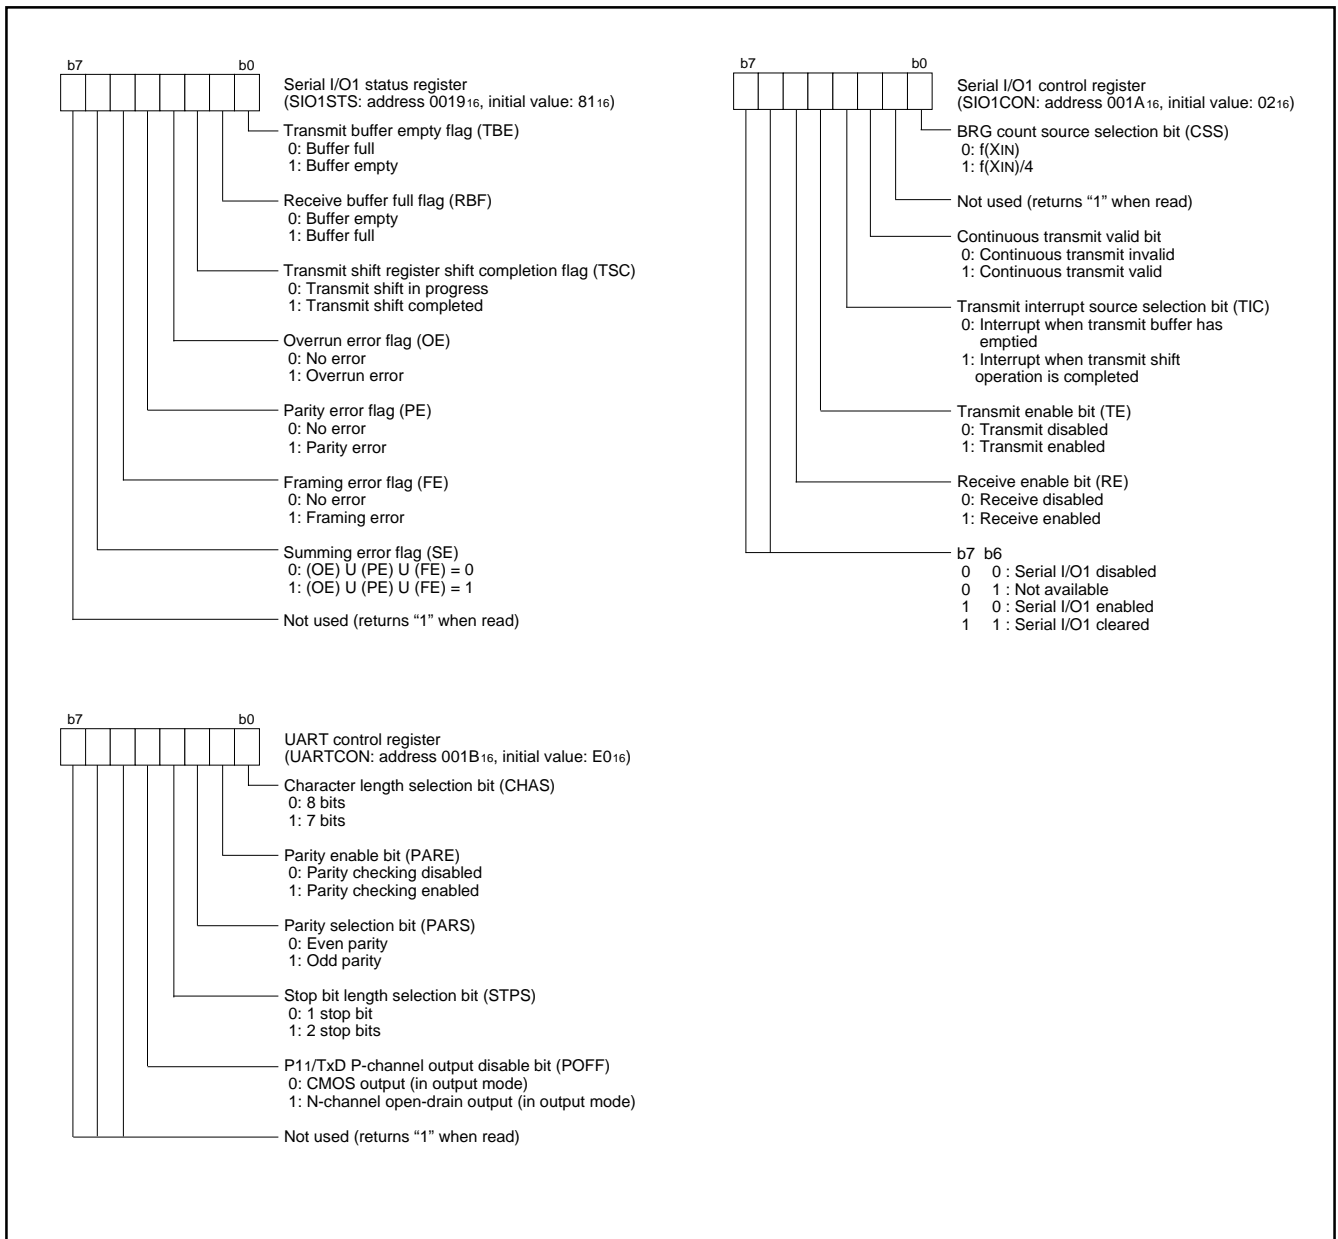 b7 b0
Serial I/O1 status register
(SIO1STS: address 0019₁₆, initial value: 81₁₆)
Transmit buffer empty flag (TBE)
0: Buffer full
1: Buffer empty
Receive buffer full flag (RBF)
0: Buffer empty
1: Buffer full
Transmit shift register shift completion flag (TSC)
0: Transmit shift in progress
1: Transmit shift completed
Overrun error flag (OE)
0: No error
1: Overrun error
Parity error flag (PE)
0: No error
1: Parity error
Framing error flag (FE)
0: No error
1: Framing error
Summing error flag (SE)
0: (OE) U (PE) U (FE) = 0
1: (OE) U (PE) U (FE) = 1
Not used (returns “1” when read)
b7 b0
Serial I/O1 control register
(SIO1CON: address 001A₁₆, initial value: 02₁₆)
BRG count source selection bit (CSS)
0: f(XIN)
1: f(XIN)/4
Not used (returns “1” when read)
Continuous transmit valid bit
0: Continuous transmit invalid
1: Continuous transmit valid
Transmit interrupt source selection bit (TIC)
0: Interrupt when transmit buffer has
emptied
1: Interrupt when transmit shift
operation is completed
Transmit enable bit (TE)
0: Transmit disabled
1: Transmit enabled
Receive enable bit (RE)
0: Receive disabled
1: Receive enabled
b7 b6
0 0 : Serial I/O1 disabled
0 1 : Not available
1 0 : Serial I/O1 enabled
1 1 : Serial I/O1 cleared
b7 b0
UART control register
(UARTCON: address 001B₁₆, initial value: E0₁₆)
Character length selection bit (CHAS)
0: 8 bits
1: 7 bits
Parity enable bit (PARE)
0: Parity checking disabled
1: Parity checking enabled
Parity selection bit (PARS)
0: Even parity
1: Odd parity
Stop bit length selection bit (STPS)
0: 1 stop bit
1: 2 stop bits
P11/TxD P-channel output disable bit (POFF)
0: CMOS output (in output mode)
1: N-channel open-drain output (in output mode)
Not used (returns “1” when read)